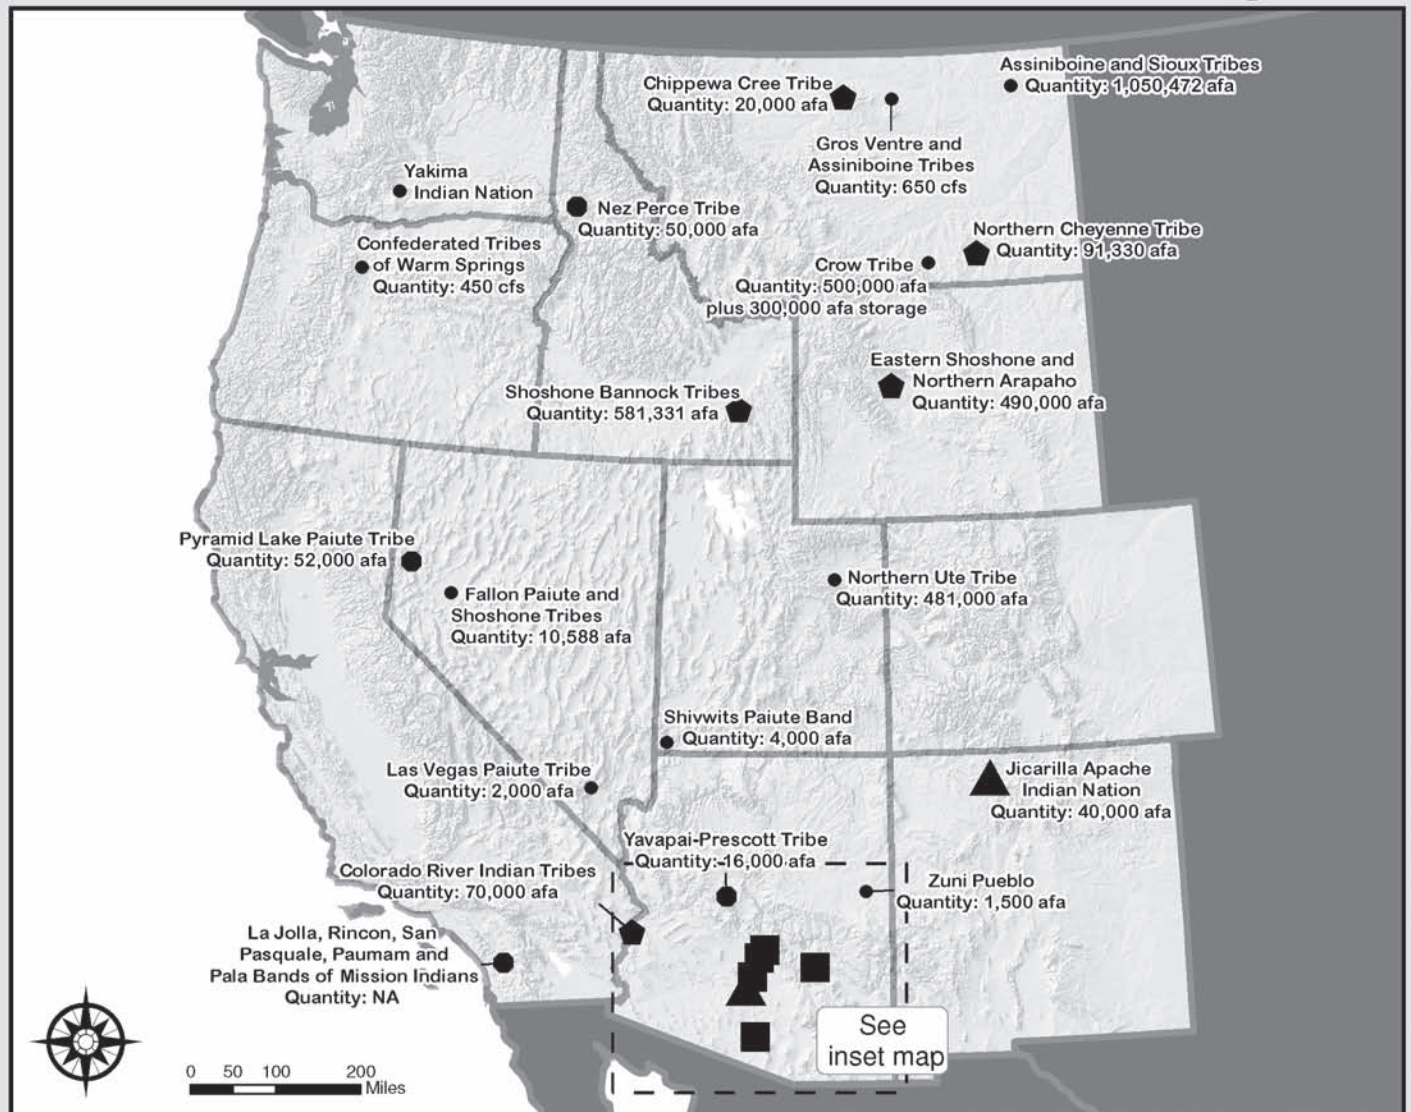 Assiniboine and Sioux Tribes
Quantity: 1,050,472 afa
Chippewa Cree Tribe
Quantity: 20,000 afa
Gros Ventre and
Assiniboine Tribes
Quantity: 650 cfs
Yakima
Indian Nation
Nez Perce Tribe
Quantity: 50,000 afa
Northern Cheyenne Tribe
Quantity: 91,330 afa
Confederated Tribes
of Warm Springs
Quantity: 450 cfs
Crow Tribe
Quantity: 500,000 afa
plus 300,000 afa storage
Eastern Shoshone and
Northern Arapaho
Quantity: 490,000 afa
Shoshone Bannock Tribes
Quantity: 581,331 afa
Pyramid Lake Paiute Tribe
Quantity: 52,000 afa
Fallon Paiute and
Shoshone Tribes
Quantity: 10,588 afa
Northern Ute Tribe
Quantity: 481,000 afa
Shivwits Paiute Band
Quantity: 4,000 afa
Las Vegas Paiute Tribe
Quantity: 2,000 afa
Jicarilla Apache
Indian Nation
Quantity: 40,000 afa
Yavapai-Prescott Tribe
Quantity: 16,000 afa
Colorado River Indian Tribes
Quantity: 70,000 afa
Zuni Pueblo
Quantity: 1,500 afa
La Jolla, Rincon, San
Pasquale, Paumam and
Pala Bands of Mission Indians
Quantity: NA
See
inset map
0 50 100 200
Miles